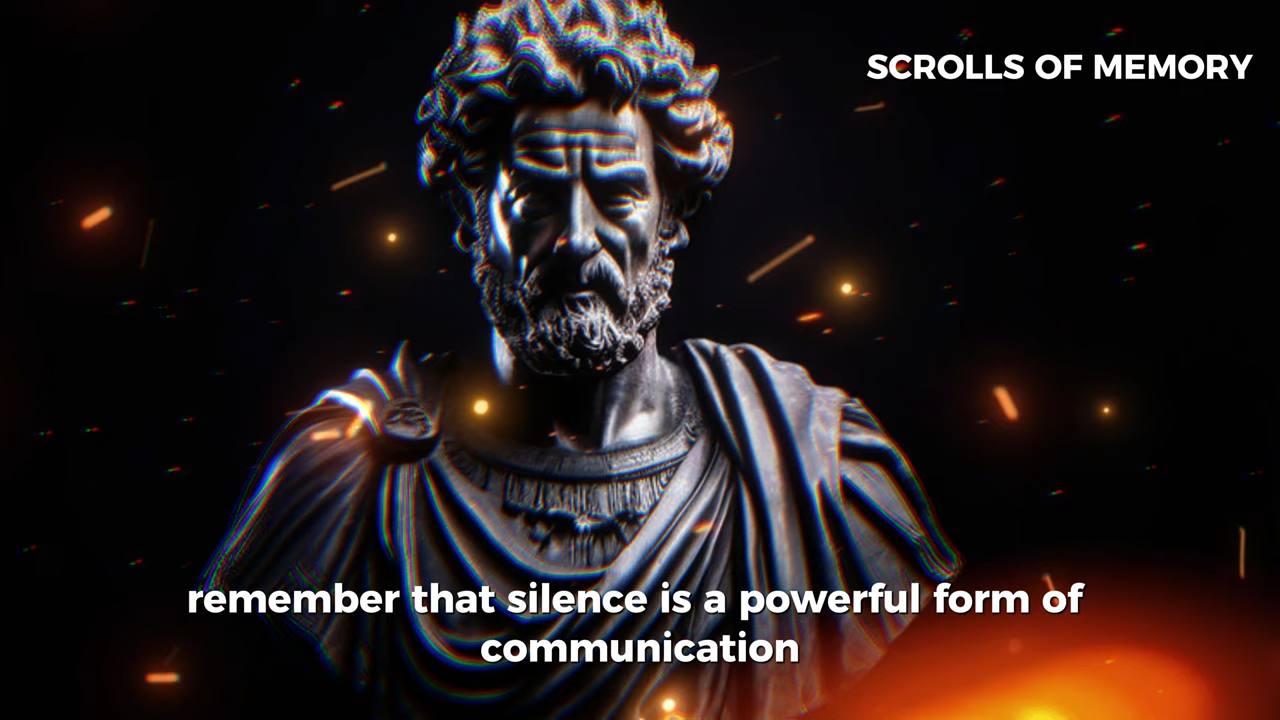 SCROLLS OF MEMORY
remember that silence is a powerful form of
communication